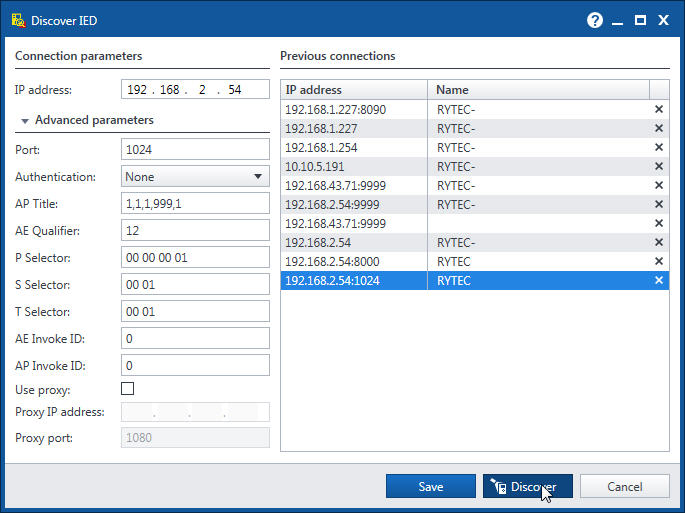 Discover IED
Connection parameters
IP address: 192 . 168 . 2 . 54
Advanced parameters
Port: 1024
Authentication: None
AP Title: 1,1,1,999,1
AE Qualifier: 12
P Selector: 00 00 00 01
S Selector: 00 01
T Selector: 00 01
AE Invoke ID: 0
AP Invoke ID: 0
Use proxy:
Proxy IP address: . . .
Proxy port: 1080
Previous connections
IP address Name
192.168.1.227:8090 RYTEC-
192.168.1.227 RYTEC-
192.168.1.254 RYTEC-
10.10.5.191 RYTEC-
192.168.43.71:9999 RYTEC-
192.168.2.54:9999 RYTEC-
192.168.43.71:9999
192.168.2.54 RYTEC-
192.168.2.54:8000 RYTEC
192.168.2.54:1024 RYTEC
Save Discover Cancel